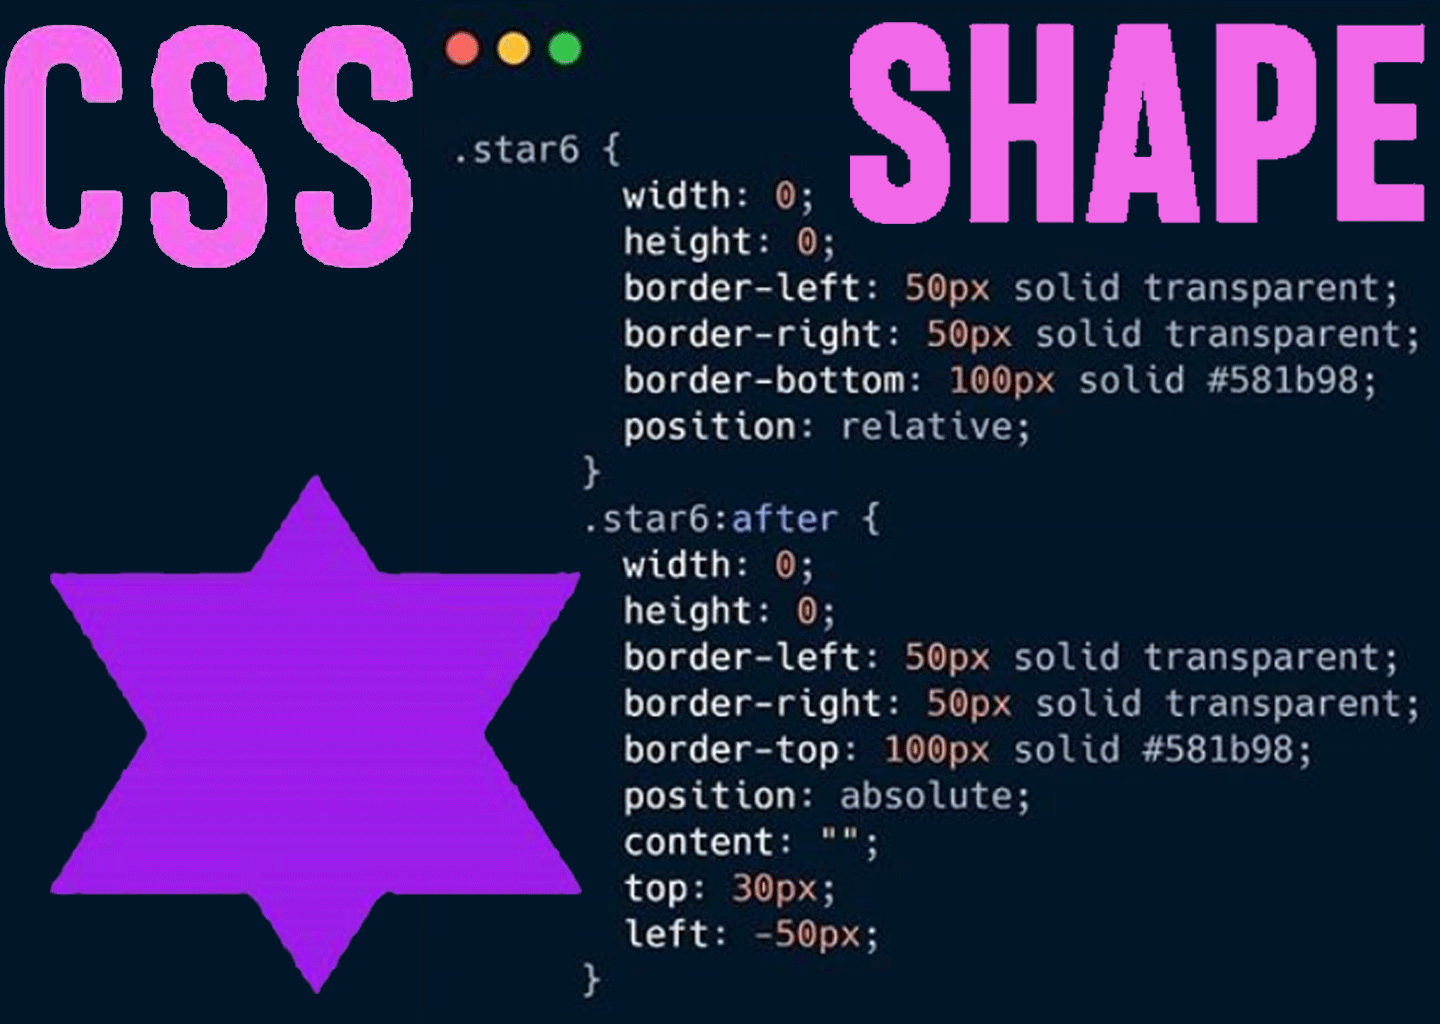 CSS
SHAPE
.star6 {
width: 0;
height: 0;
border-left: 50px solid transparent;
border-right: 50px solid transparent;
border-bottom: 100px solid #581b98;
position: relative;
}
.star6:after {
width: 0;
height: 0;
border-left: 50px solid transparent;
border-right: 50px solid transparent;
border-top: 100px solid #581b98;
position: absolute;
content: "";
top: 30px;
left: -50px;
}